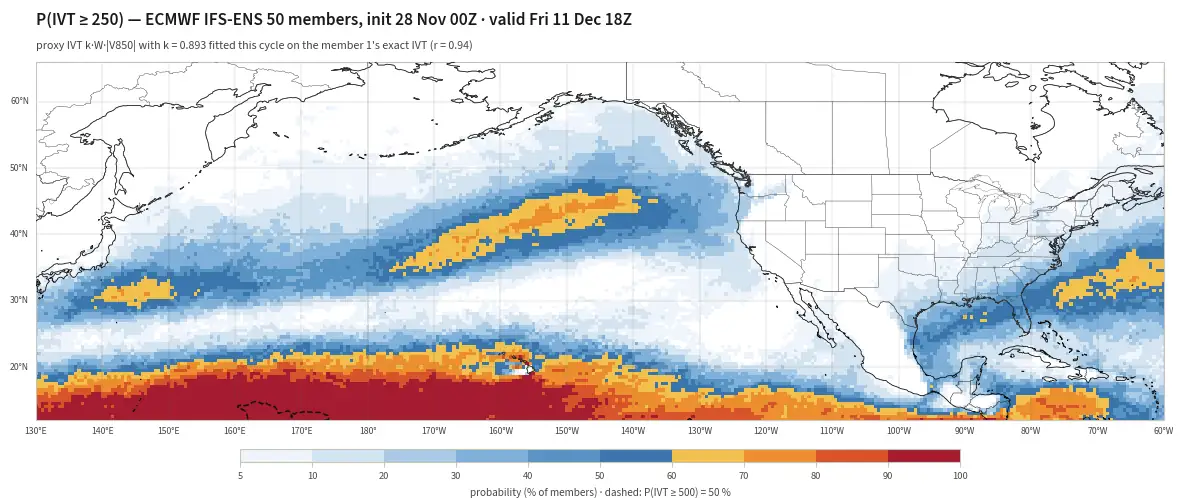 P(IVT ≥ 250) — ECMWF IFS-ENS 50 members, init 28 Nov 00Z · valid Fri 11 Dec 18Z
proxy IVT k·W·|V850| with k = 0.893 fitted this cycle on the member 1's exact IVT (r = 0.94)
60°N
50°N
40°N
30°N
20°N
130°E 140°E 150°E 160°E 170°E 180° 170°W 160°W 150°W 140°W 130°W 120°W 110°W 100°W 90°W 80°W 70°W 60°W
5 10 20 30 40 50 60 70 80 90 100
probability (% of members) · dashed: P(IVT ≥ 500) = 50 %